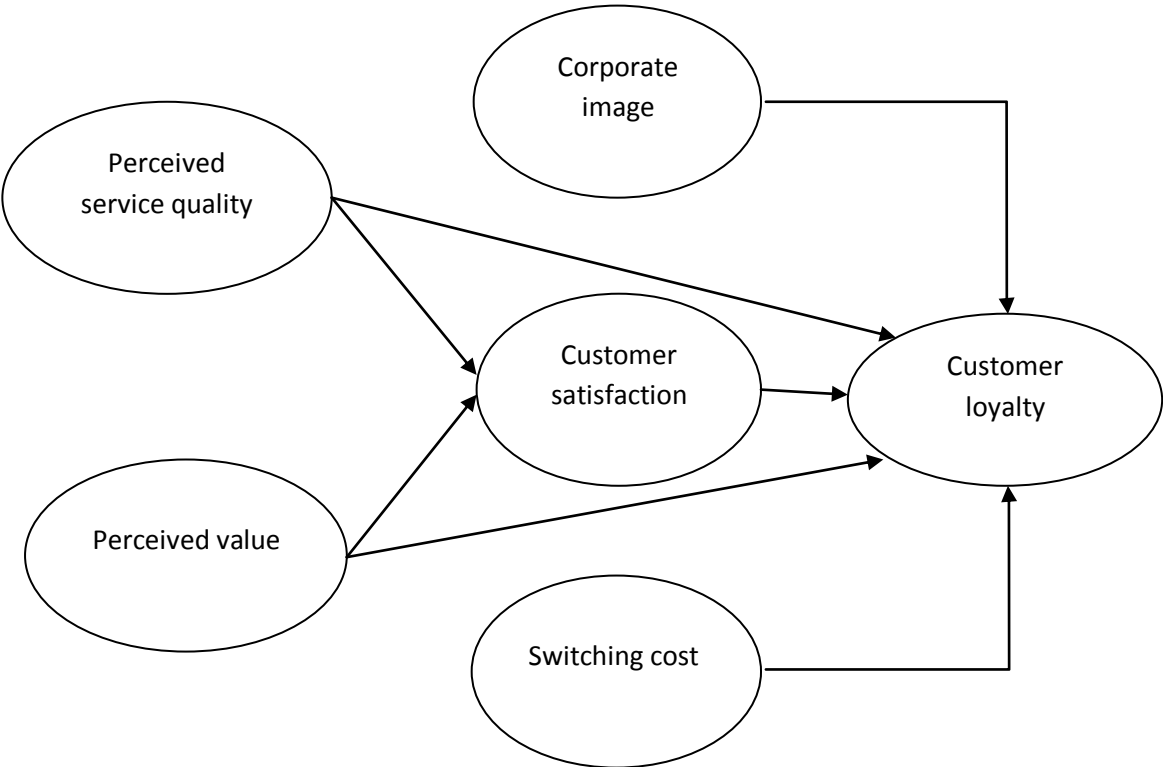 Corporate
image
Perceived
service quality
Customer
satisfaction
Customer
loyalty
Perceived value
Switching cost